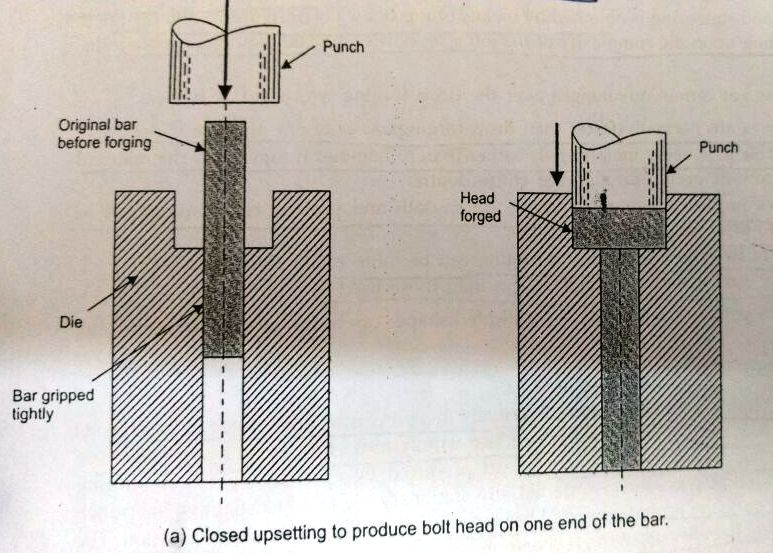 Punch
Original bar
before forging
Die
Bar gripped
tightly
Head
forged
Punch
(a) Closed upsetting to produce bolt head on one end of the bar.